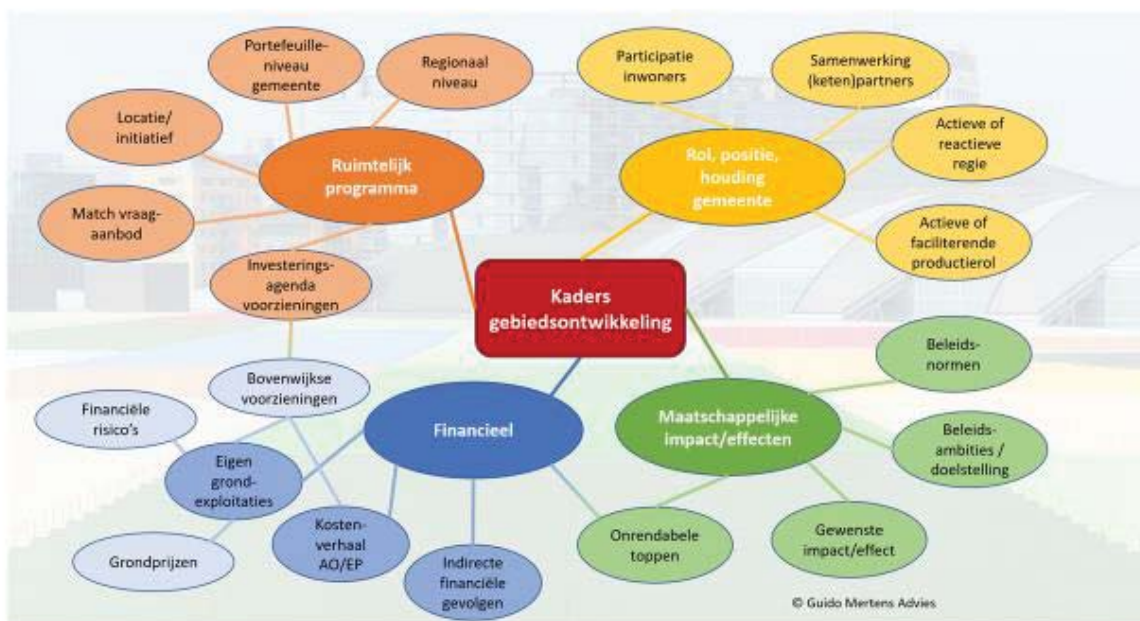 Portefeuille-
niveau
gemeente
Regionaal
niveau
Locatie/
initiatief
Ruimtelijk
programma
Match vraag-
aanbod
Investerings-
agenda
voorzieningen
Participatie
inwoners
Samenwerking
(keten)partners
Rol, positie,
houding
gemeente
Actieve of
reactieve
regie
Actieve of
faciliterende
productierol
Kaders
gebiedsontwikkeling
Bovenwijkse
voorzieningen
Financiële
risico's
Financieel
Eigen
grond-
exploitaties
Grondprijzen
Kosten-
verhaal
AO/EP
Indirecte
financiële
gevolgen
Maatschappelijke
impact/effecten
Beleids-
normen
Beleids-
ambities /
doelstelling
Onrendabele
toppen
Gewenste
impact/effect
© Guido Mertens Advies